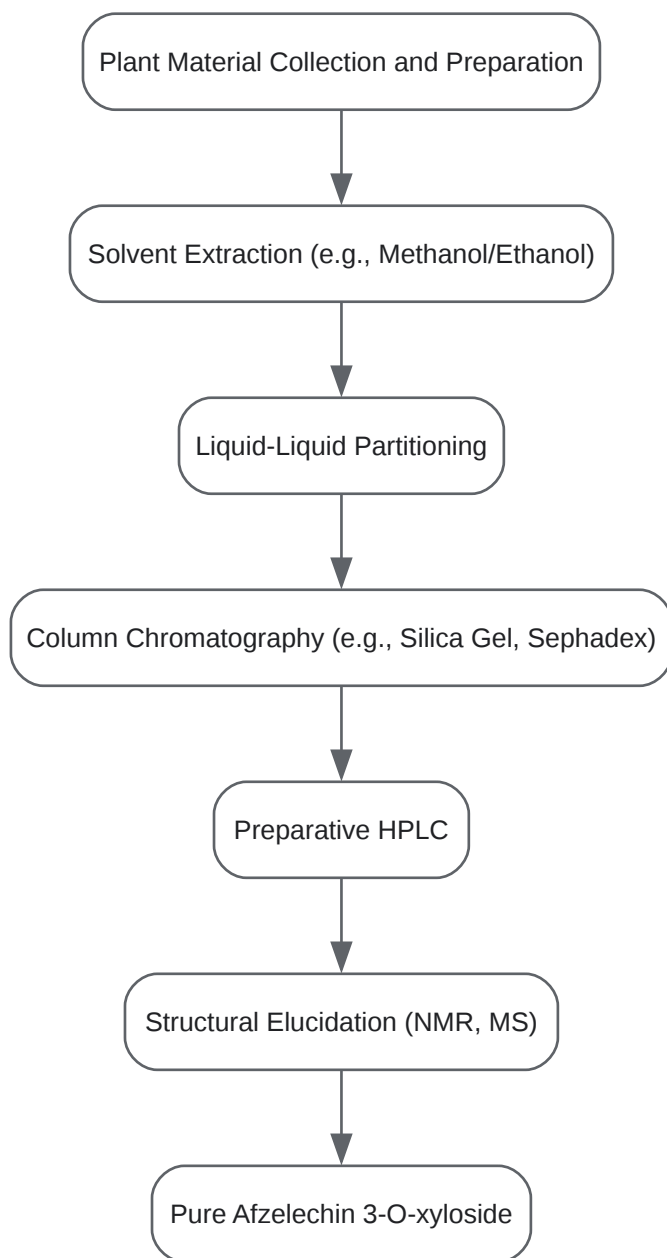 Plant Material Collection and Preparation
Solvent Extraction (e.g., Methanol/Ethanol)
Liquid-Liquid Partitioning
Column Chromatography (e.g., Silica Gel, Sephadex)
Preparative HPLC
Structural Elucidation (NMR, MS)
Pure Afzelechin 3-O-xyloside